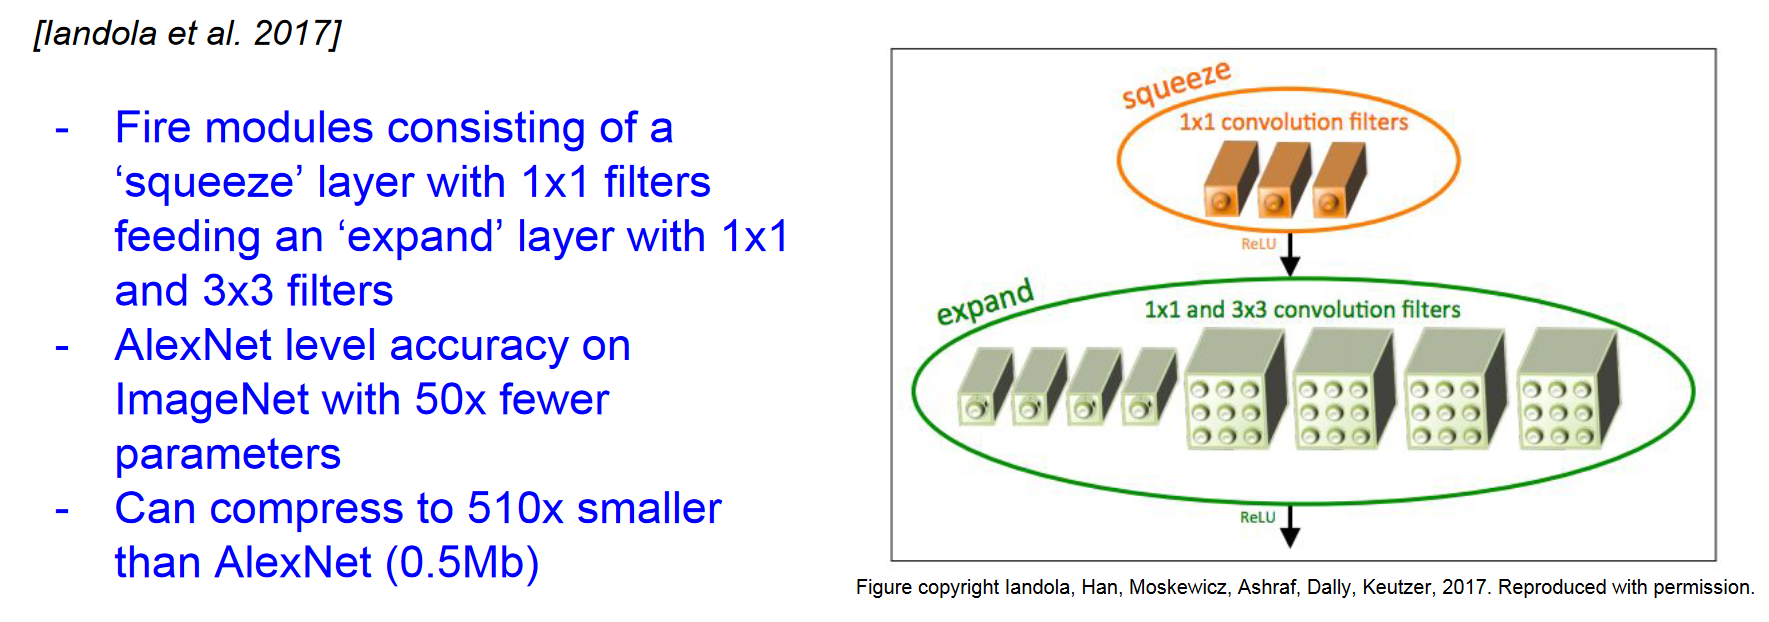 [Iandola et al. 2017]
- Fire modules consisting of a
‘squeeze’ layer with 1x1 filters
feeding an ‘expand’ layer with 1x1
and 3x3 filters
- AlexNet level accuracy on
ImageNet with 50x fewer
parameters
- Can compress to 510x smaller
than AlexNet (0.5Mb)
squeeze
1x1 convolution filters
ReLU
expand
1x1 and 3x3 convolution filters
ReLU
Figure copyright Iandola, Han, Moskewicz, Ashraf, Dally, Keutzer, 2017. Reproduced with permission.